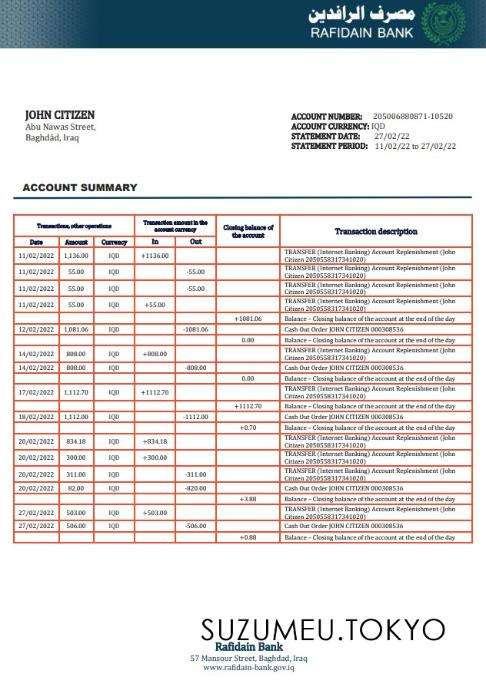 مصرف الرافدين
RAFIDAIN BANK
JOHN CITIZEN
Abu Nawas Street,
Baghdād, Iraq
ACCOUNT NUMBER: 205006880871-10520
ACCOUNT CURRENCY: IQD
STATEMENT DATE: 27/02/22
STATEMENT PERIOD: 11/02/22 to 27/02/22
ACCOUNT SUMMARY
Transactions, other operations Transaction amount in the account currency Closing balance of the account Transaction description
Date Amount Currency In Out
11/02/2022 1,136.00 IQD +1136.00 TRANSFER (Internet Banking) Account Replenishment (John
Citizen 2050558317341020)
11/02/2022 55.00 IQD -55.00 TRANSFER (Internet Banking) Account Replenishment (John
Citizen 2050558317341020)
11/02/2022 55.00 IQD -55.00 TRANSFER (Internet Banking) Account Replenishment (John
Citizen 2050558317341020)
11/02/2022 55.00 IQD +55.00 TRANSFER (Internet Banking) Account Replenishment (John
Citizen 2050558317341020)
+1081.06 Balance – Closing balance of the account at the end of the day
12/02/2022 1,081.06 IQD -1081.06 Cash Out Order JOHN CITIZEN 000308536
0.00 Balance – Closing balance of the account at the end of the day
14/02/2022 808.00 IQD +808.00 TRANSFER (Internet Banking) Account Replenishment (John
Citizen 2050558317341020)
14/02/2022 808.00 IQD -808.00 Cash Out Order JOHN CITIZEN 000308536
0.00 Balance – Closing balance of the account at the end of the day
17/02/2022 1,112.70 IQD +1112.70 TRANSFER (Internet Banking) Account Replenishment (John
Citizen 2050558317341020)
+1112.70 Balance – Closing balance of the account at the end of the day
18/02/2022 1,112.00 IQD -1112.00 Cash Out Order JOHN CITIZEN 000308536
+0.70 Balance – Closing balance of the account at the end of the day
20/02/2022 834.18 IQD +834.18 TRANSFER (Internet Banking) Account Replenishment (John
Citizen 2050558317341020)
20/02/2022 300.00 IQD +300.00 TRANSFER (Internet Banking) Account Replenishment (John
Citizen 2050558317341020)
20/02/2022 311.00 IQD -311.00 TRANSFER (Internet Banking) Account Replenishment (John
Citizen 2050558317341020)
20/02/2022 82.00 IQD -820.00 Cash Out Order JOHN CITIZEN 000308536
+3.88 Balance – Closing balance of the account at the end of the day
27/02/2022 503.00 IQD +503.00 TRANSFER (Internet Banking) Account Replenishment (John
Citizen 2050558317341020)
27/02/2022 506.00 IQD -506.00 Cash Out Order JOHN CITIZEN 000308536
+0.88 Balance – Closing balance of the account at the end of the day
SUZUMEU.TOKYO
Rafidain Bank
57 Mansour Street, Baghdad, Iraq
www.rafidain-bank.gov.iq